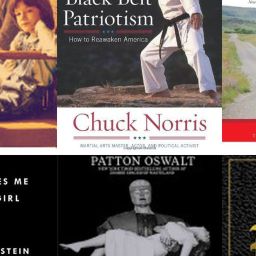 Black Belt
Patriotism
How to Reawaken America
Chuck Norris
MARTIAL ARTS MASTER, ACTOR, AND POLITICAL ACTIVIST
ES ME
GIRL
STEIN
PATTON OSWALT
NEW YORK TIMES BESTSELLING AUTHOR OF
ZOMBIE SPACESHIP WASTELAND